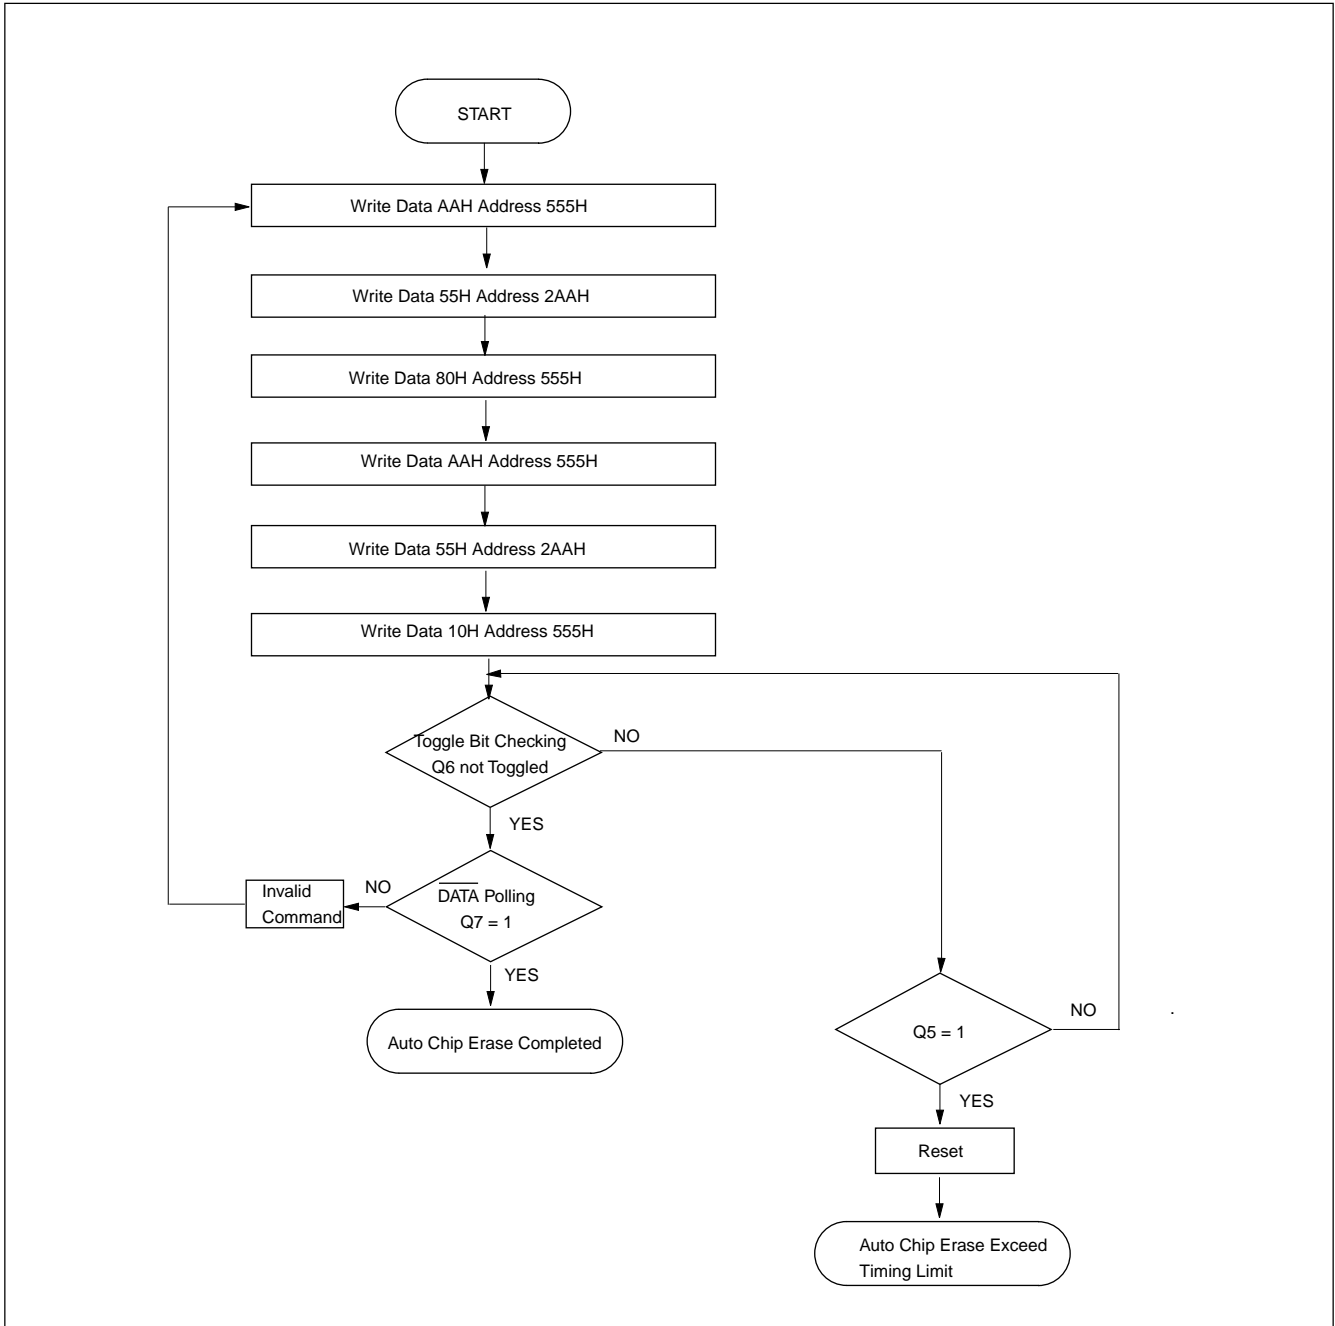 START
Write Data AAH Address 555H
Write Data 55H Address 2AAH
Write Data 80H Address 555H
Write Data AAH Address 555H
Write Data 55H Address 2AAH
Write Data 10H Address 555H
Toggle Bit Checking
Q6 not Toggled
NO
YES
Invalid
Command
NO
DATA Polling
Q7 = 1
YES
Auto Chip Erase Completed
Q5 = 1
NO
.
YES
Reset
Auto Chip Erase Exceed
Timing Limit